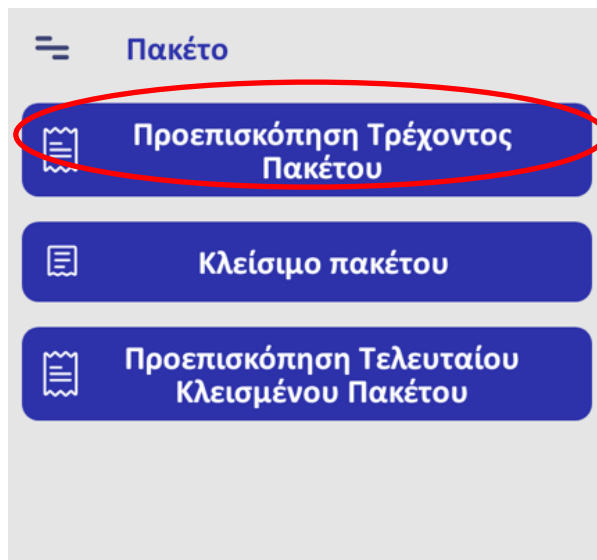 Πακέτο
Προεπισκόπηση Τρέχοντος
Πακέτου
Κλείσιμο πακέτου
Προεπισκόπηση Τελευταίου
Κλεισμένου Πακέτου